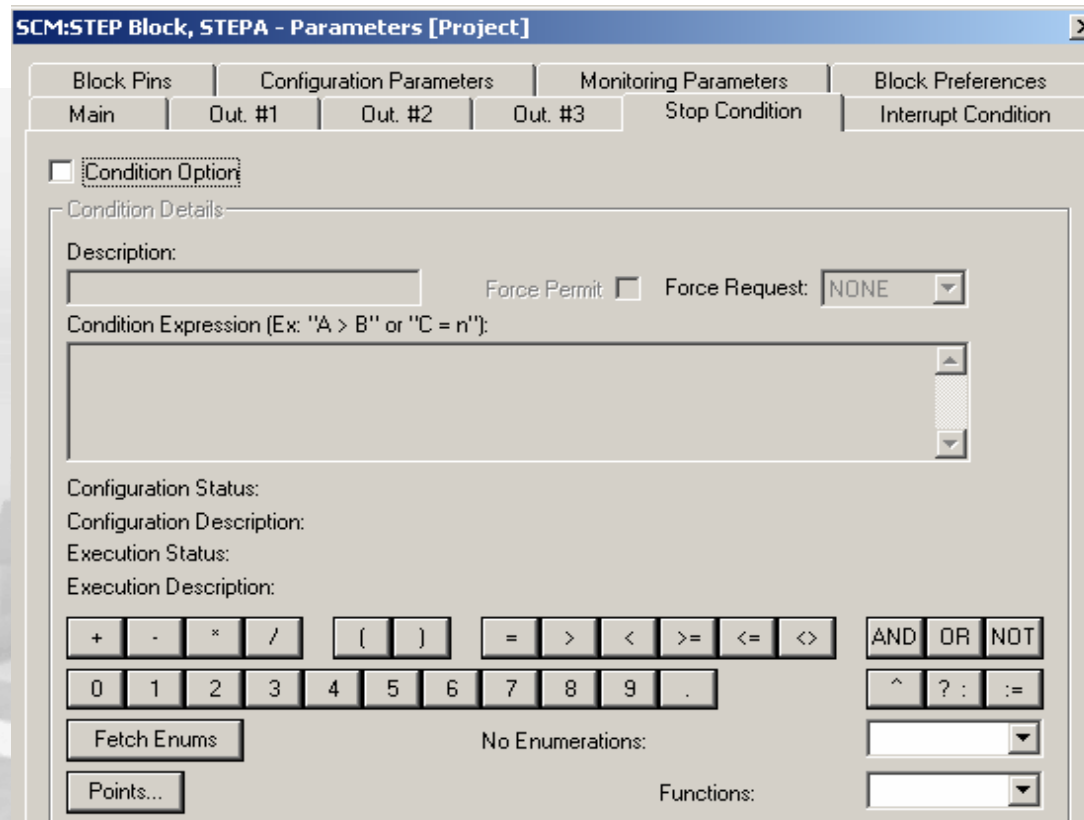 SCM:STEP Block, STEPA - Parameters [Project]
Block Pins Configuration Parameters Monitoring Parameters Block Preferences
Main Out. #1 Out. #2 Out. #3 Stop Condition Interrupt Condition
Condition Option
Condition Details
Description:
Force Permit Force Request: NONE
Condition Expression (Ex: "A > B" or "C = n"):
Configuration Status:
Configuration Description:
Execution Status:
Execution Description:
+ - * / ( ) = > < >= <= <> AND OR NOT
0 1 2 3 4 5 6 7 8 9 . ^ ? : :=
Fetch Enums No Enumerations:
Points... Functions: